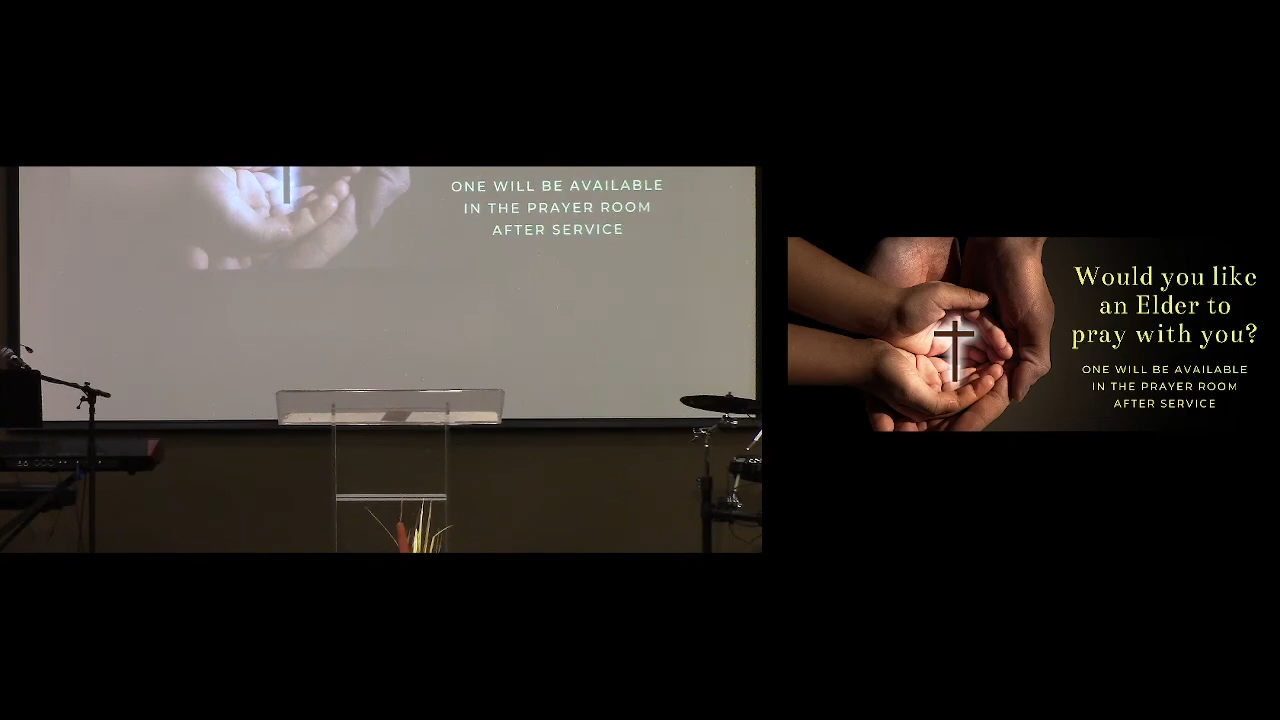 ONE WILL BE AVAILABLE
IN THE PRAYER ROOM
AFTER SERVICE
Would you like
an Elder to
pray with you?
ONE WILL BE AVAILABLE
IN THE PRAYER ROOM
AFTER SERVICE